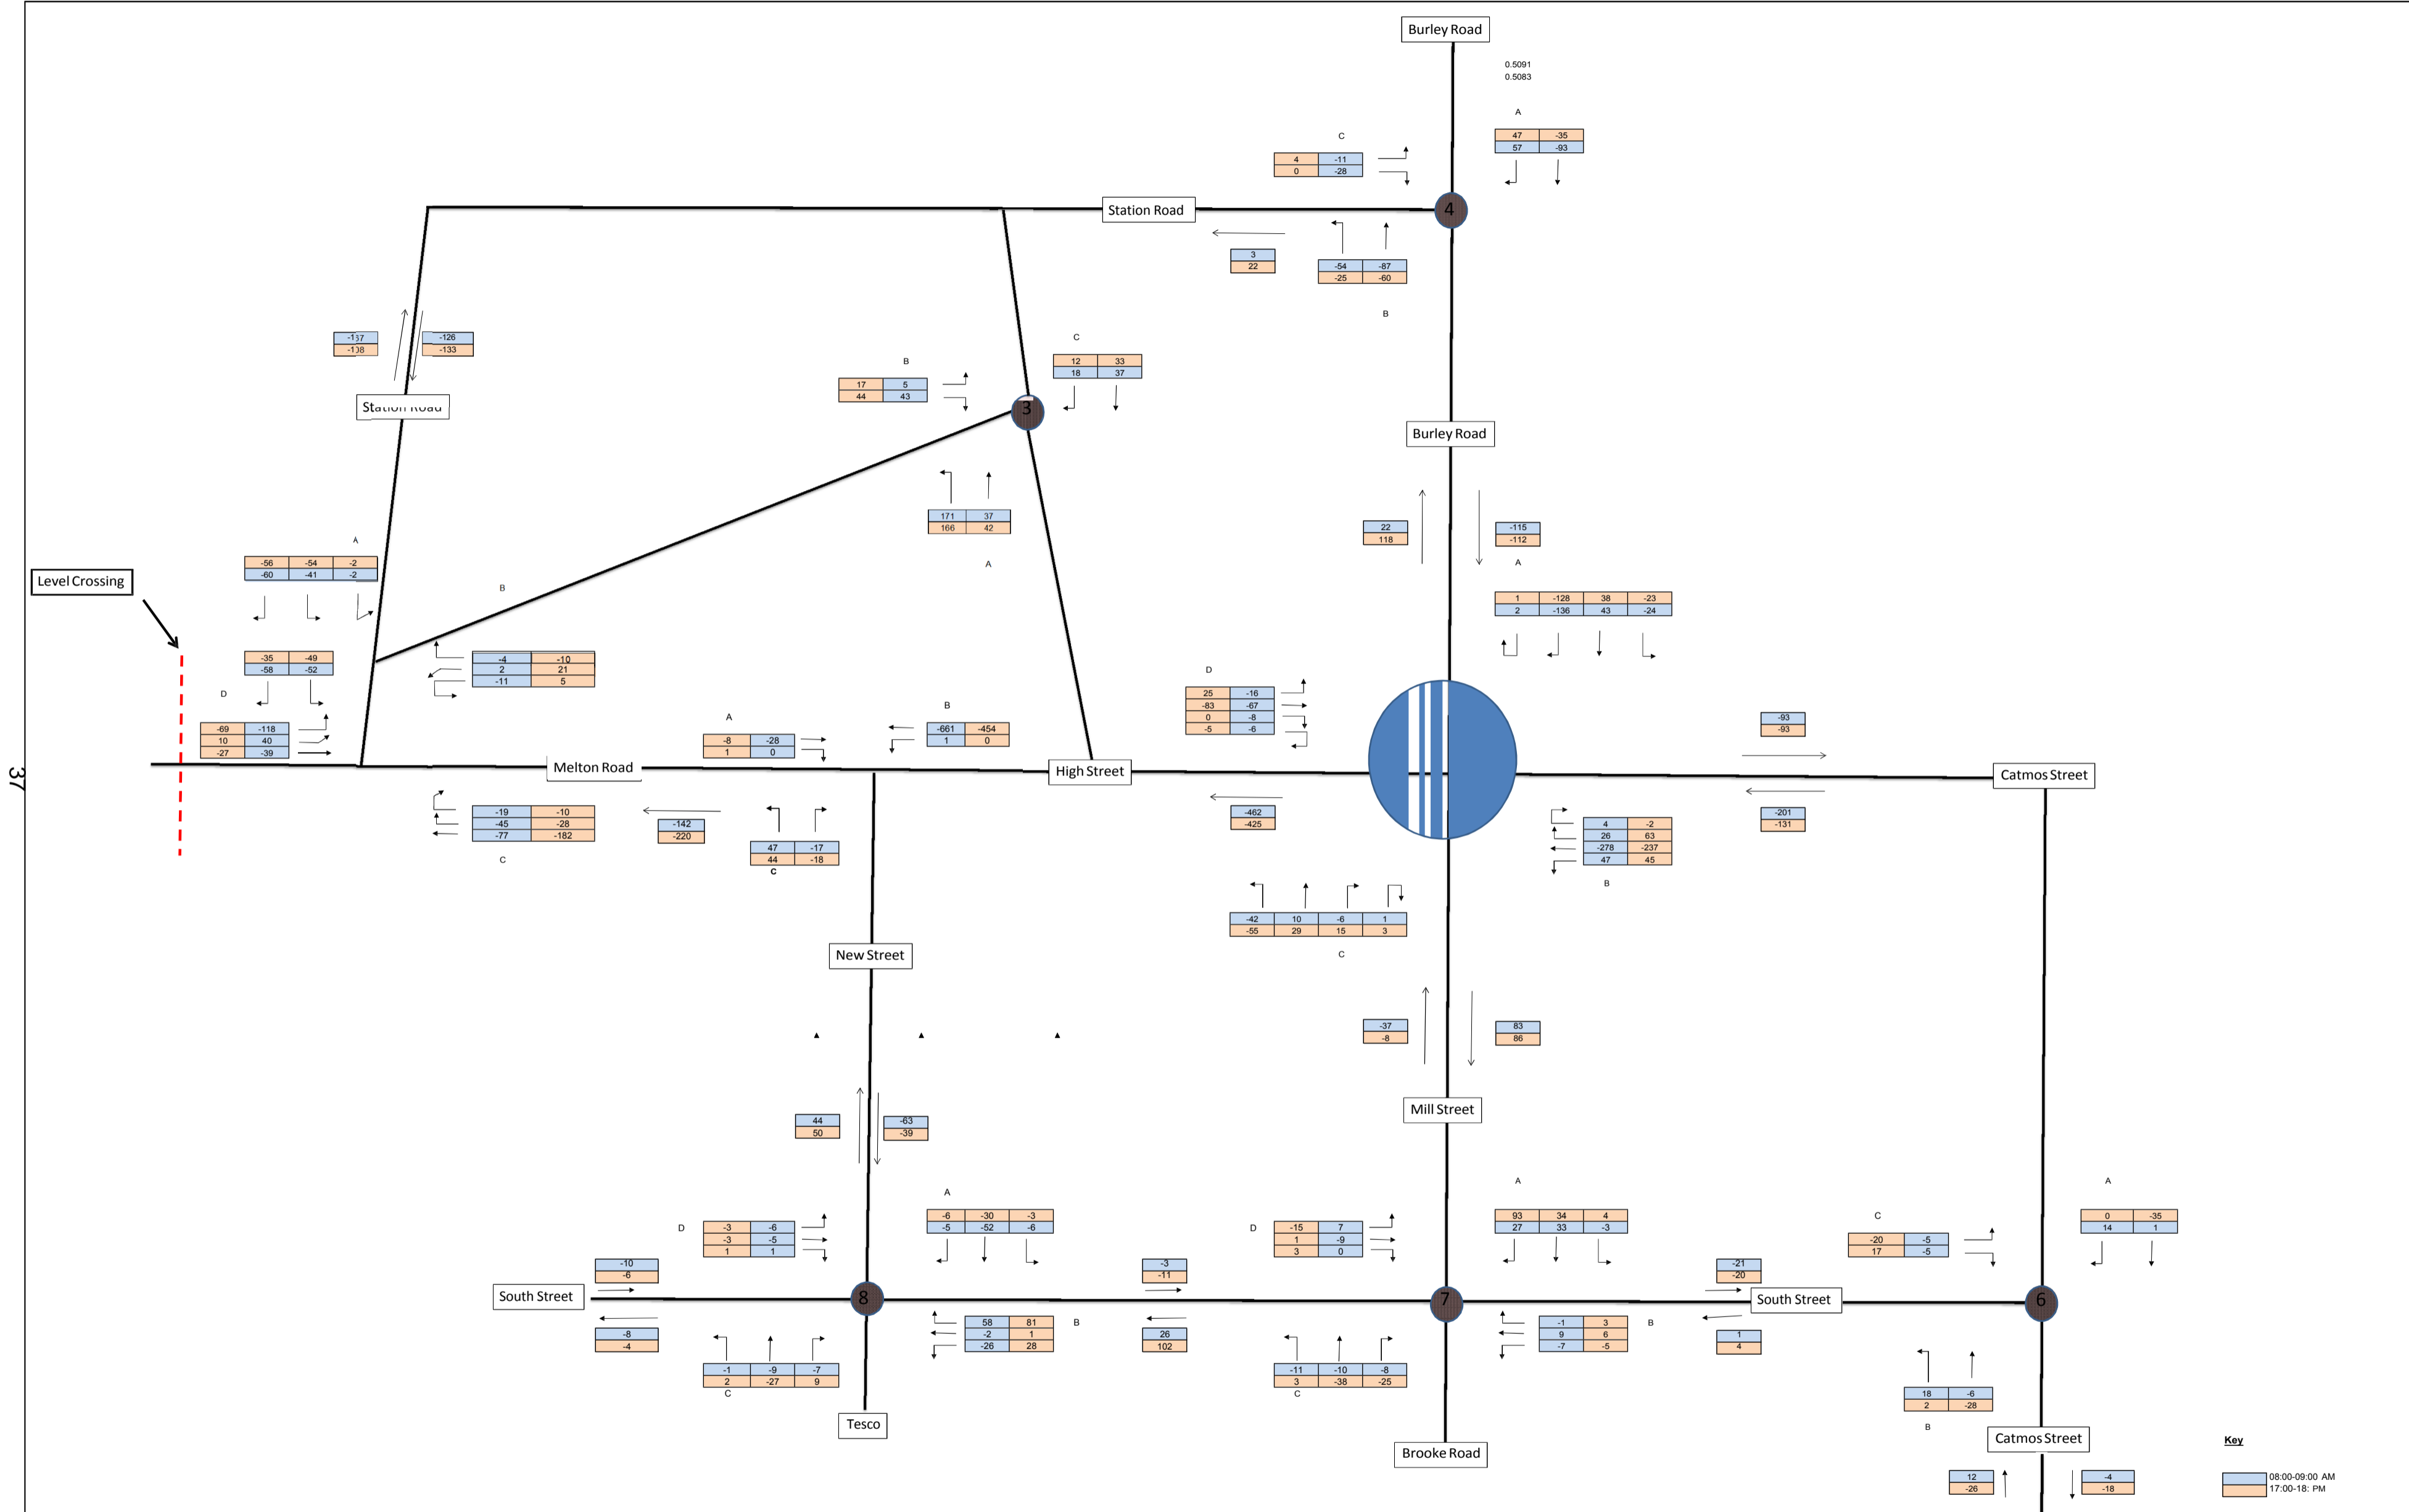 Burley Road
0.5091
0.5083
A
47 -35
57 -93
C
4 -11
0 -28
4
Station Road
3
22
-54 -87
-25 -60
B
-126
-133
Station Road
B
17 5
44 43
C
12 33
18 37
3
171 37
166 42
A
Burley Road
22
118
-115
-112
A
1 -128 38 -23
2 -136 43 -24
Level Crossing
A
-56 -54 -2
-60 -41 -2
B
-35 -49
-58 -52
-4 -10
2 21
-11 5
D
-69 -118
10 40
-27 -39
A
-8 -28
1 0
B
-661 -454
1 0
D
25 -16
-83 -67
0 -8
-5 -6
-93
-93
37
Melton Road
High Street
Catmos Street
-19 -10
-45 -28
-77 -182
C
-142
-220
47 -17
44 -18
C
-462
-425
4 -2
26 63
-278 -237
47 45
B
-201
-131
-42 10 -6 1
-55 29 15 3
C
New Street
-37
-8
83
86
Mill Street
44
50
-63
-39
D
-3 -6
-3 -5
1 1
A
-6 -30 -3
-5 -52 -6
D
-15 7
1 -9
3 0
A
93 34 4
27 33 -3
C
-20 -5
17 -5
A
0 -35
14 1
-10
-6
-3
-11
-21
-20
South Street
8
7
South Street
6
-8
-4
-1 -9 -7
2 -27 9
C
58 81
-2 1
-26 28
B
26
102
-11 -10 -8
3 -38 -25
C
-1 3
9 6
-7 -5
B
1
4
18 -6
2 -28
B
Tesco
Brooke Road
Catmos Street
12
-26
-4
-18
Key
08:00-09:00 AM
17:00-18: PM